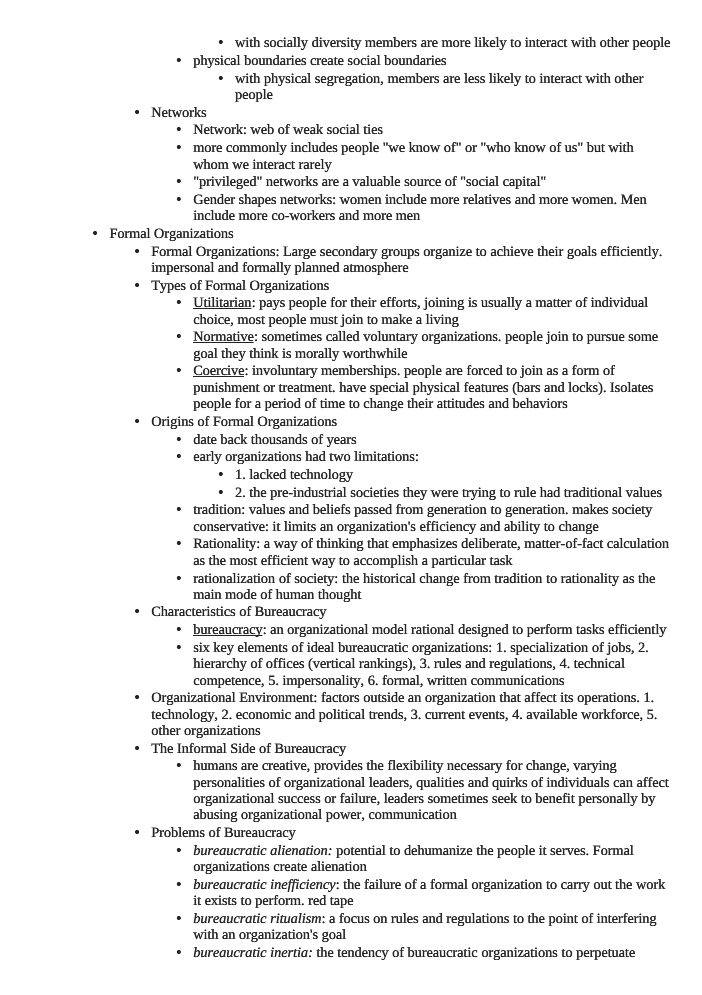 • with socially diversity members are more likely to interact with other people
• physical boundaries create social boundaries
• with physical segregation, members are less likely to interact with other
people
• Networks
• Network: web of weak social ties
• more commonly includes people "we know of" or "who know of us" but with
whom we interact rarely
• "privileged" networks are a valuable source of "social capital"
• Gender shapes networks: women include more relatives and more women. Men
include more co-workers and more men
• Formal Organizations
• Formal Organizations: Large secondary groups organize to achieve their goals efficiently.
impersonal and formally planned atmosphere
• Types of Formal Organizations
• Utilitarian: pays people for their efforts, joining is usually a matter of individual
choice, most people must join to make a living
• Normative: sometimes called voluntary organizations. people join to pursue some
goal they think is morally worthwhile
• Coercive: involuntary memberships. people are forced to join as a form of
punishment or treatment. have special physical features (bars and locks). Isolates
people for a period of time to change their attitudes and behaviors
• Origins of Formal Organizations
• date back thousands of years
• early organizations had two limitations:
• 1. lacked technology
• 2. the pre-industrial societies they were trying to rule had traditional values
• tradition: values and beliefs passed from generation to generation. makes society
conservative: it limits an organization's efficiency and ability to change
• Rationality: a way of thinking that emphasizes deliberate, matter-of-fact calculation
as the most efficient way to accomplish a particular task
• rationalization of society: the historical change from tradition to rationality as the
main mode of human thought
• Characteristics of Bureaucracy
• bureaucracy: an organizational model rational designed to perform tasks efficiently
• six key elements of ideal bureaucratic organizations: 1. specialization of jobs, 2.
hierarchy of offices (vertical rankings), 3. rules and regulations, 4. technical
competence, 5. impersonality, 6. formal, written communications
• Organizational Environment: factors outside an organization that affect its operations. 1.
technology, 2. economic and political trends, 3. current events, 4. available workforce, 5.
other organizations
• The Informal Side of Bureaucracy
• humans are creative, provides the flexibility necessary for change, varying
personalities of organizational leaders, qualities and quirks of individuals can affect
organizational success or failure, leaders sometimes seek to benefit personally by
abusing organizational power, communication
• Problems of Bureaucracy
• bureaucratic alienation: potential to dehumanize the people it serves. Formal
organizations create alienation
• bureaucratic inefficiency: the failure of a formal organization to carry out the work
it exists to perform. red tape
• bureaucratic ritualism: a focus on rules and regulations to the point of interfering
with an organization's goal
• bureaucratic inertia: the tendency of bureaucratic organizations to perpetuate